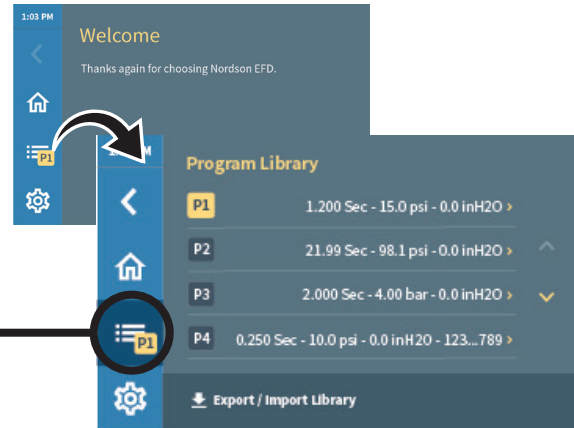 1:03 PM
Welcome
Thanks again for choosing Nordson EFD.
P1
M
Program Library
P1 1.200 Sec - 15.0 psi - 0.0 inH2O >
P2 21.99 Sec - 98.1 psi - 0.0 inH2O >
P3 2.000 Sec - 4.00 bar - 0.0 inH2O >
P1
P4 0.250 Sec - 10.0 psi - 0.0 inH2O - 123...789 >
Export / Import Library